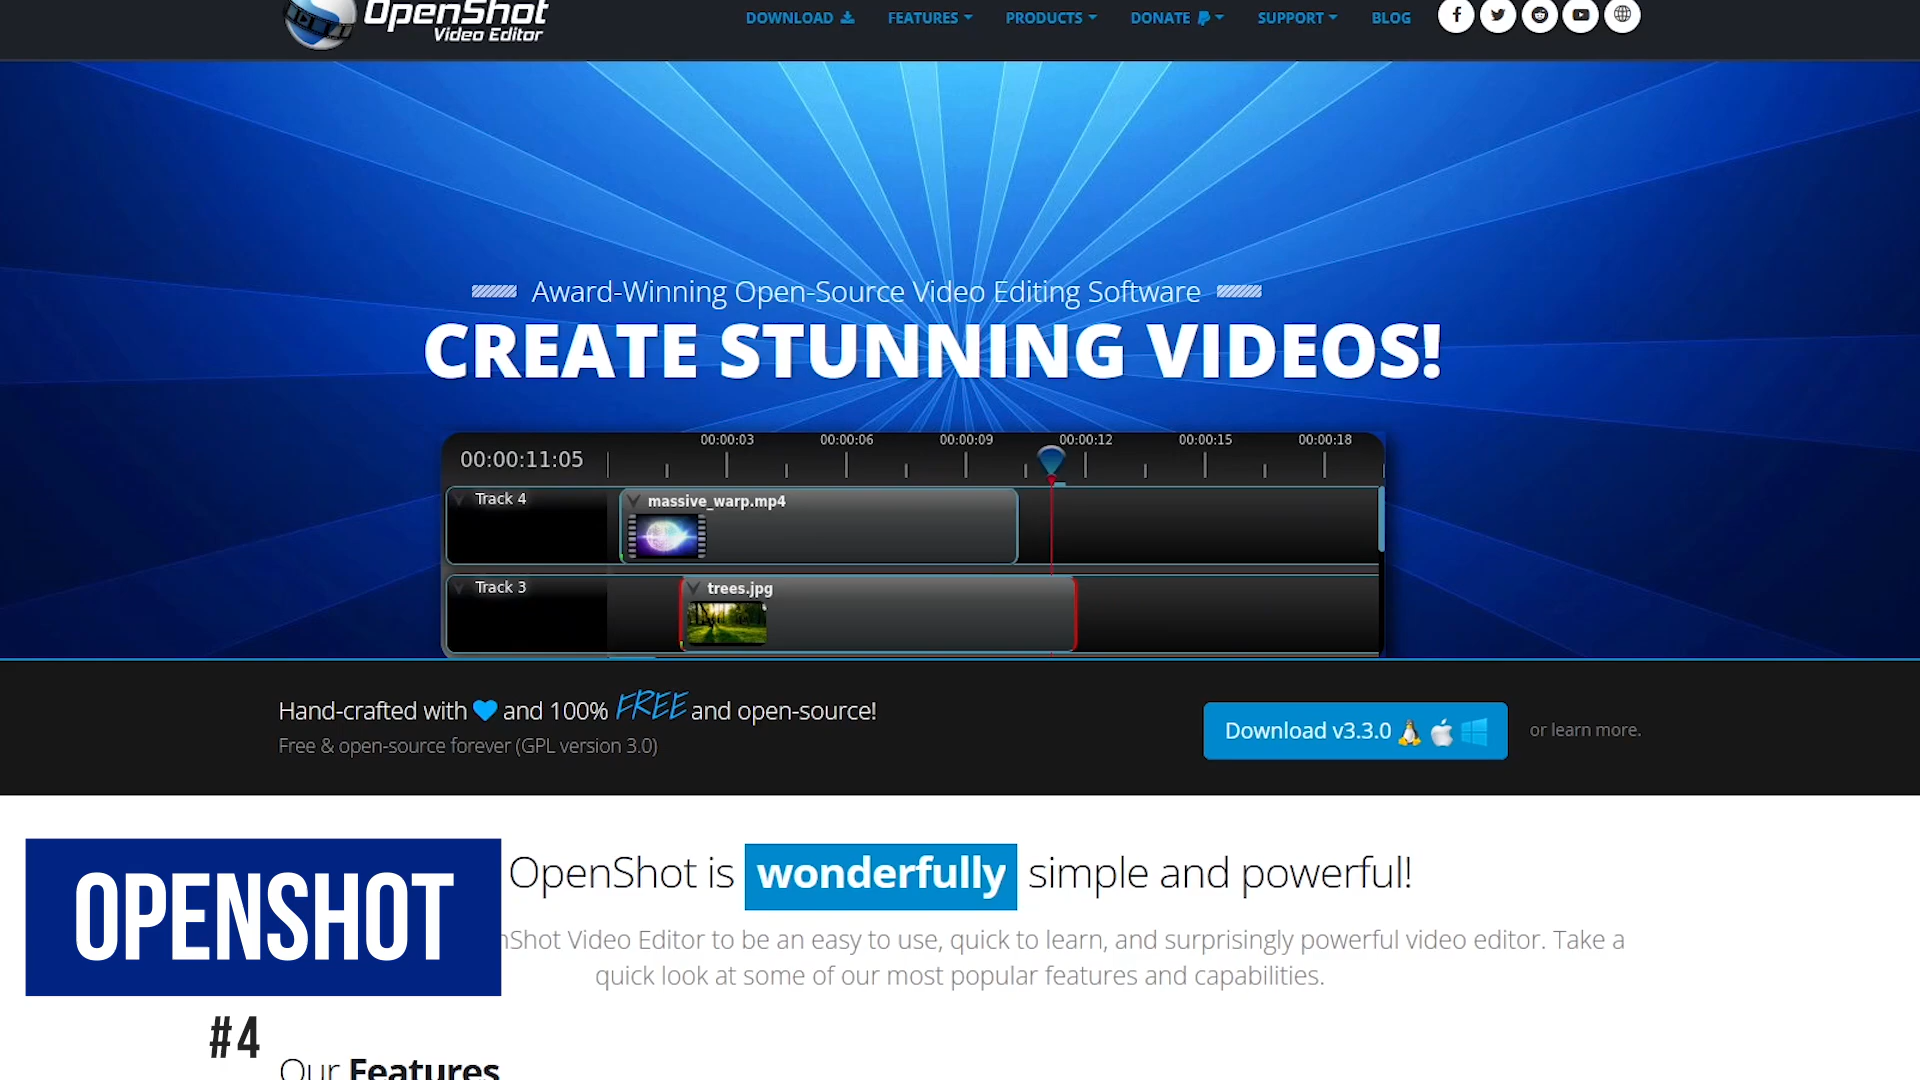 OpenShot
Video Editor
DOWNLOAD
FEATURES
PRODUCTS
DONATE
SUPPORT
BLOG
Award-Winning Open-Source Video Editing Software
CREATE STUNNING VIDEOS!
00:00:11:05
00:00:03
00:00:06
00:00:09
00:00:12
00:00:15
00:00:18
Track 4
massive_warp.mp4
Track 3
trees.jpg
Hand-crafted with and 100% FREE and open-source!
Free & open-source forever (GPL version 3.0)
Download v3.3.0
or learn more.
OpenShot is wonderfully simple and powerful!
nShot Video Editor to be an easy to use, quick to learn, and surprisingly powerful video editor. Take a
quick look at some of our most popular features and capabilities.
OPENSHOT
#4
Our Features